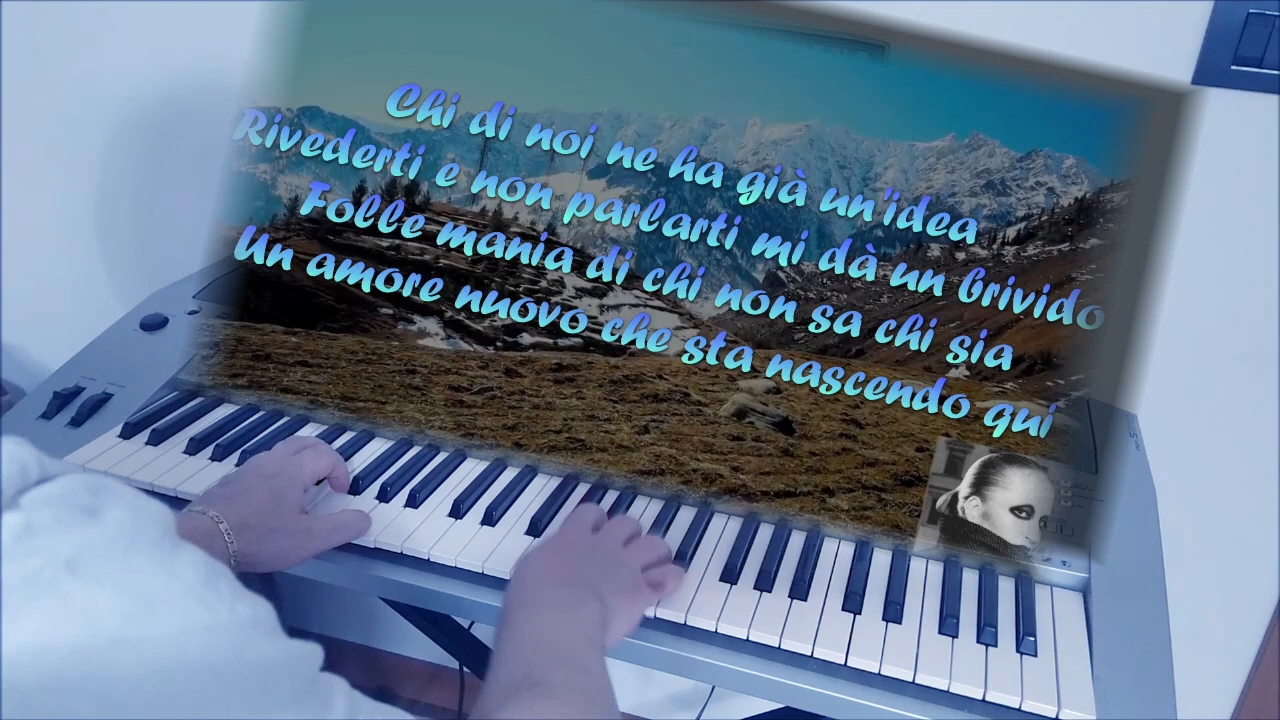 Chi di noi ne ha già un'idea
Rivederti e non parlarti mi dà un brivido
Folle mania di chi non sa chi sia
Un amore nuovo che sta nascendo qui